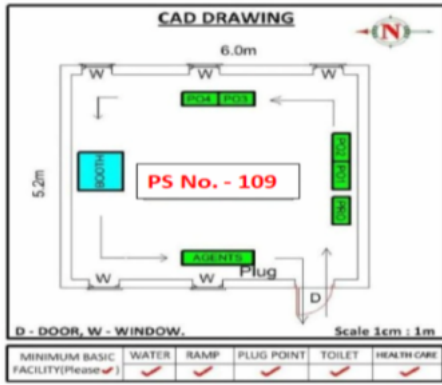 CAD DRAWING
N
6.0m
W W W
PO4 PO3
5.2m
BOOTH
PO2
PO1
PRO
PS No. - 109
AGENTS
Plug
W W
D
D - DOOR, W - WINDOW. Scale 1cm : 1m
MINIMUM BASIC WATER RAMP PLUG POINT TOILET HEALTH CARE
FACILITY(Please✓)